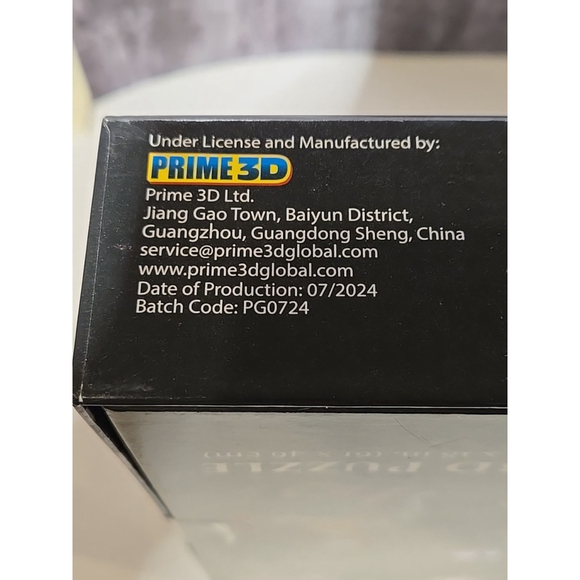 Under License and Manufactured by:
PRIME3D
Prime 3D Ltd.
Jiang Gao Town, Baiyun District,
Guangzhou, Guangdong Sheng, China
service@prime3dglobal.com
www.prime3dglobal.com
Date of Production: 07/2024
Batch Code: PG0724
PUZZLE